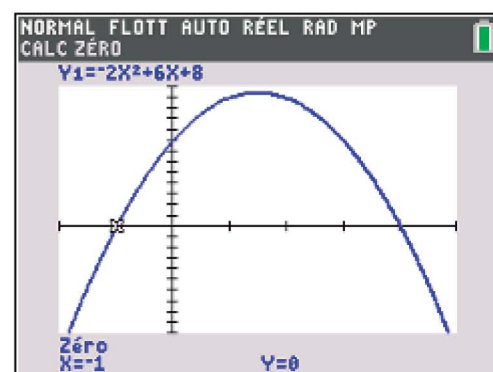 NORMAL FLOTT AUTO RÉEL RAD MP
CALC ZÉRO
Y1=⁻2X²+6X+8
Zéro
X=⁻1 Y=0